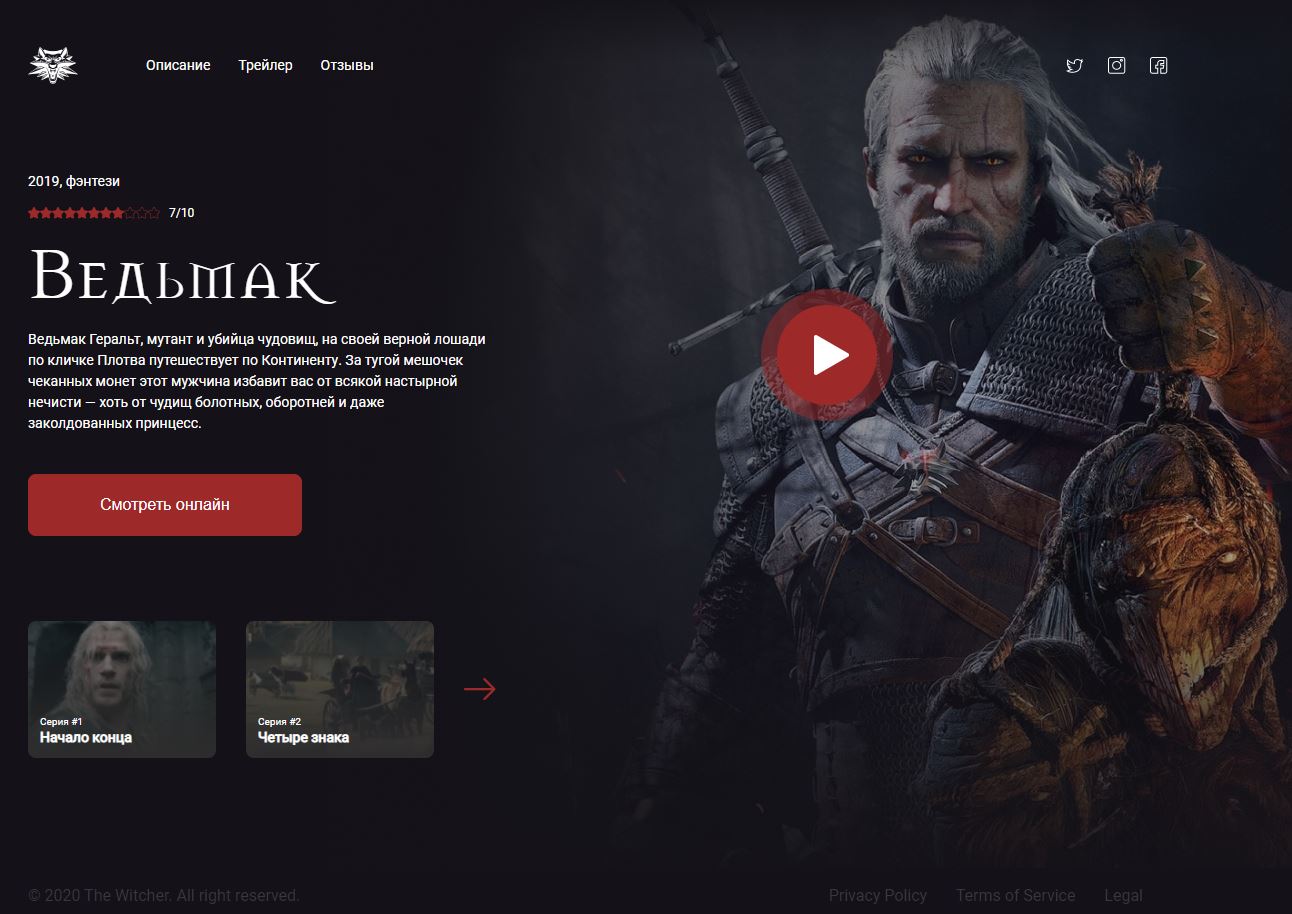 Описание Трейлер Отзывы
2019, фэнтези
7/10
Ведьмак
Ведьмак Геральт, мутант и убийца чудовищ, на своей верной лошади
по кличке Плотва путешествует по Континенту. За тугой мешочек
чеканных монет этот мужчина избавит вас от всякой настырной
нечисти — хоть от чудищ болотных, оборотней и даже
заколдованных принцесс.
Смотреть онлайн
Серия #1
Начало конца
Серия #2
Четыре знака
© 2020 The Witcher. All right reserved.
Privacy Policy Terms of Service Legal